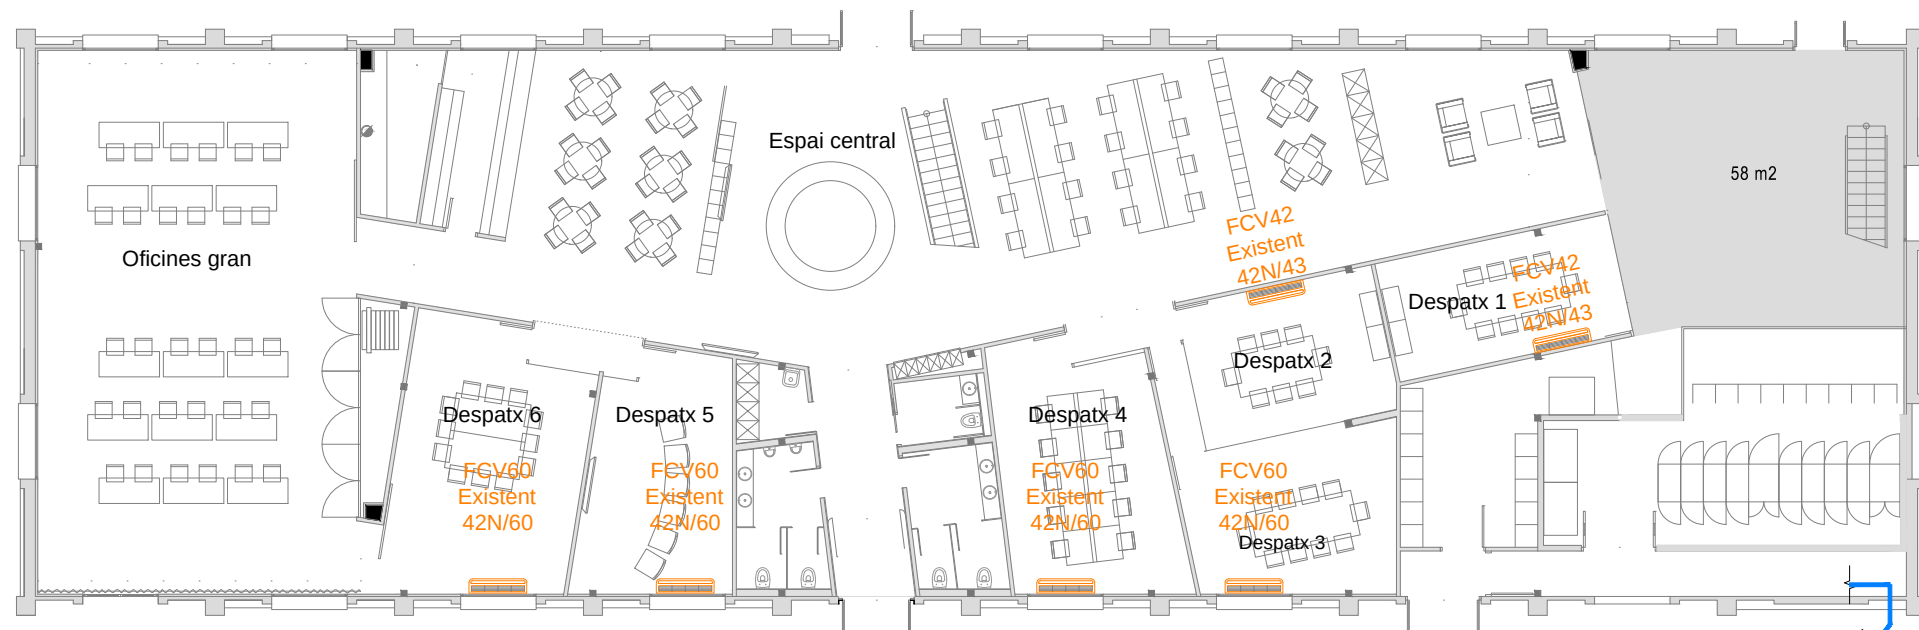 Espai central
58 m2
Oficines gran
FCV42
Existent
42N/43
FCV42
Existent
42N/43
Despatx 1
Despatx 2
Despatx 6
Despatx 5
Despatx 4
FCV60
Existent
42N/60
FCV60
Existent
42N/60
FCV60
Existent
42N/60
FCV60
Existent
42N/60
Despatx 3